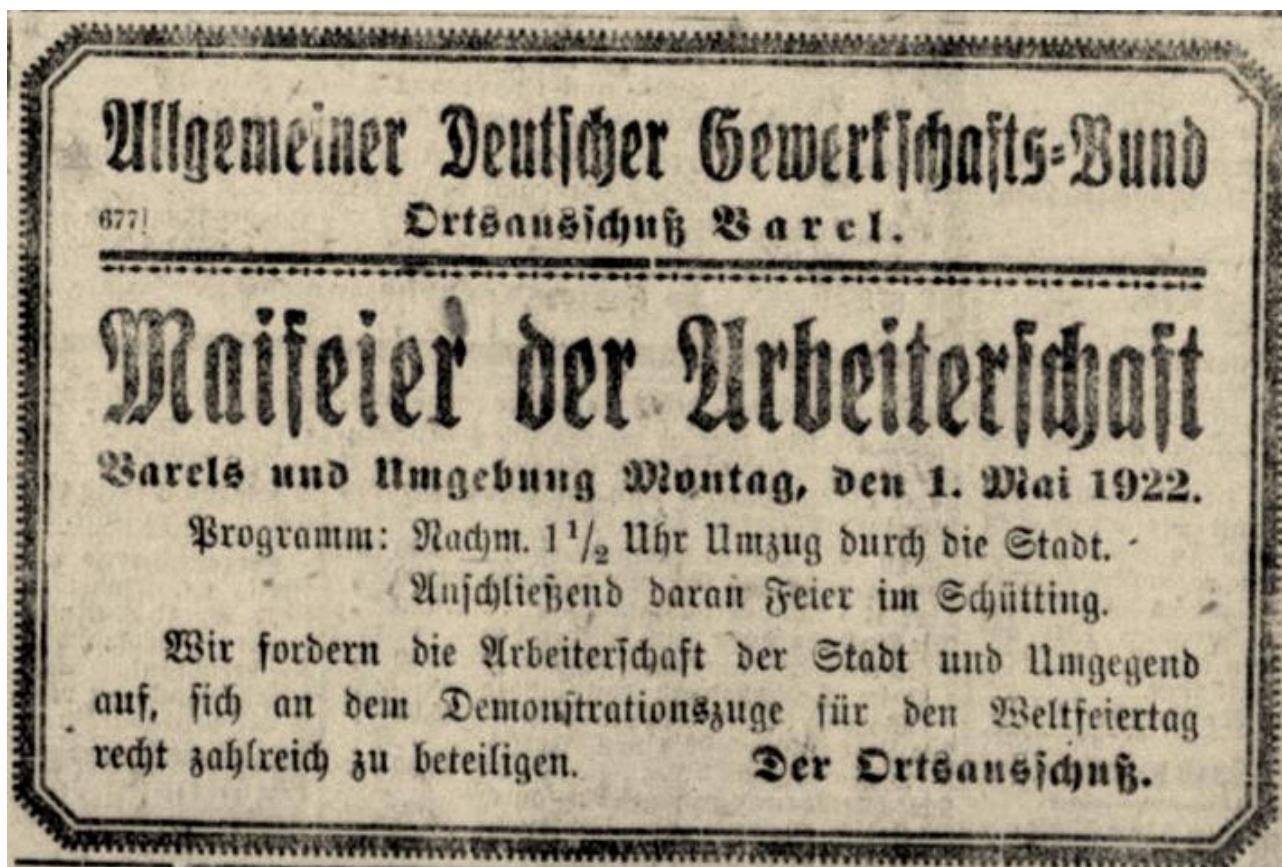 Allgemeiner Deutscher Gewerkschafts=Bund
677]
Ortsausschuß Varel.
Maifeier der Arbeiterschaft
Varels und Umgebung Montag, den 1. Mai 1922.
Programm: Nachm. 1 1/2 Uhr Umzug durch die Stadt.
Anschließend daran Feier im Schütting.
Wir fordern die Arbeiterschaft der Stadt und Umgegend
auf, sich an dem Demonstrationszuge für den Weltfeiertag
recht zahlreich zu beteiligen. Der Ortsausschuß.